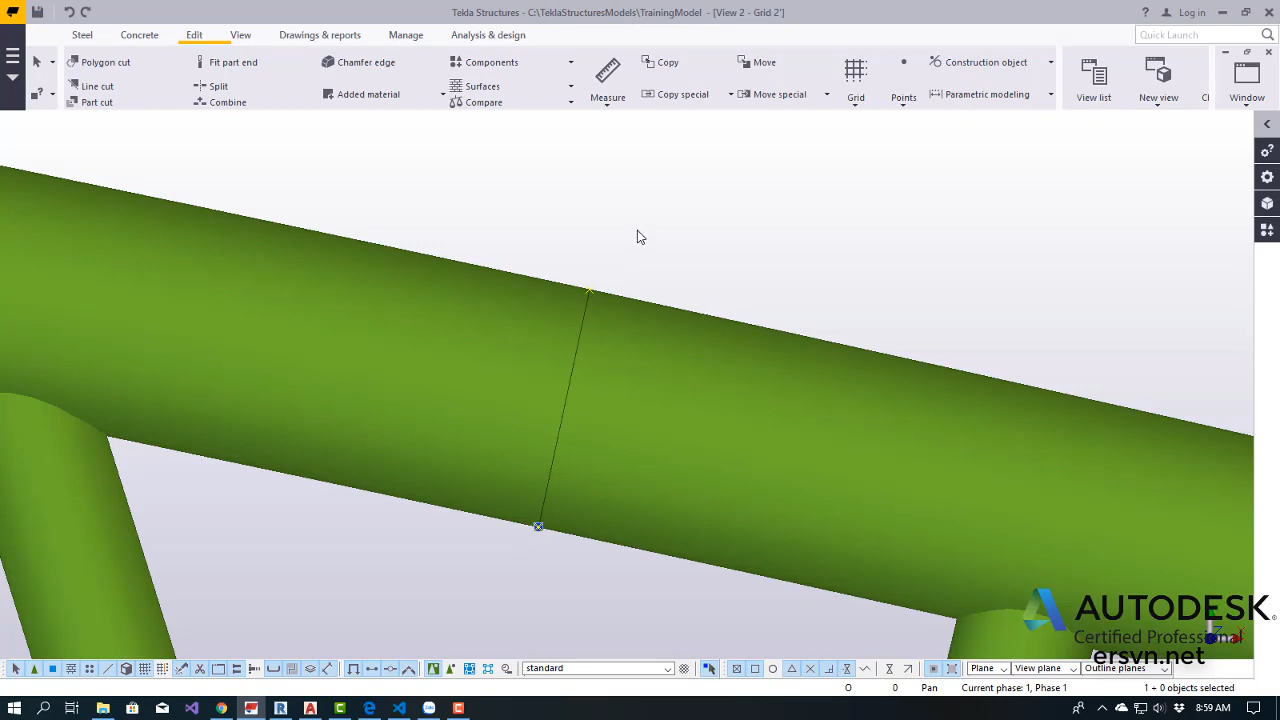 Tekla Structures - C:\TeklaStructuresModels\TrainingModel - [View 2 - Grid 2']
? Log in
Steel Concrete Edit View Drawings & reports Manage Analysis & design Quick Launch
Polygon cut Fit part end Chamfer edge Components Copy Move Construction object
Line cut Split Surfaces
Added material Copy special Move special Parametric modeling
Part cut Combine Compare
Measure Grid Points View list New view Cl Window
AUTODESK®
Certified Professional
ersvn.net
standard Plane View plane Outline planes
O 0 Pan Current phase: 1, Phase 1 1 + 0 objects selected
8:59 AM